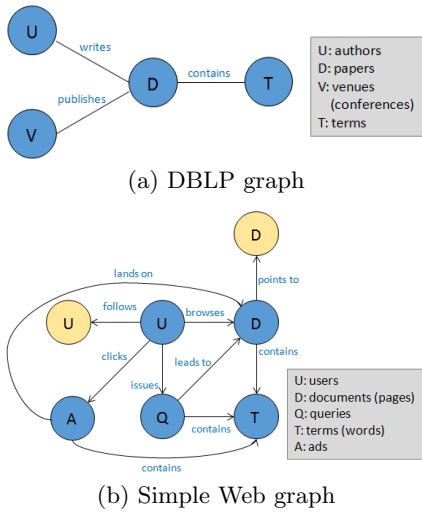 U
writes
D
contains
T
publishes
V
U: authors
D: papers
V: venues
(conferences)
T: terms
(a) DBLP graph
D
lands on
points to
follows
browses
U
U
D
clicks
leads to
contains
issues
A
Q
contains
T
contains
U: users
D: documents (pages)
Q: queries
T: terms (words)
A: ads
(b) Simple Web graph